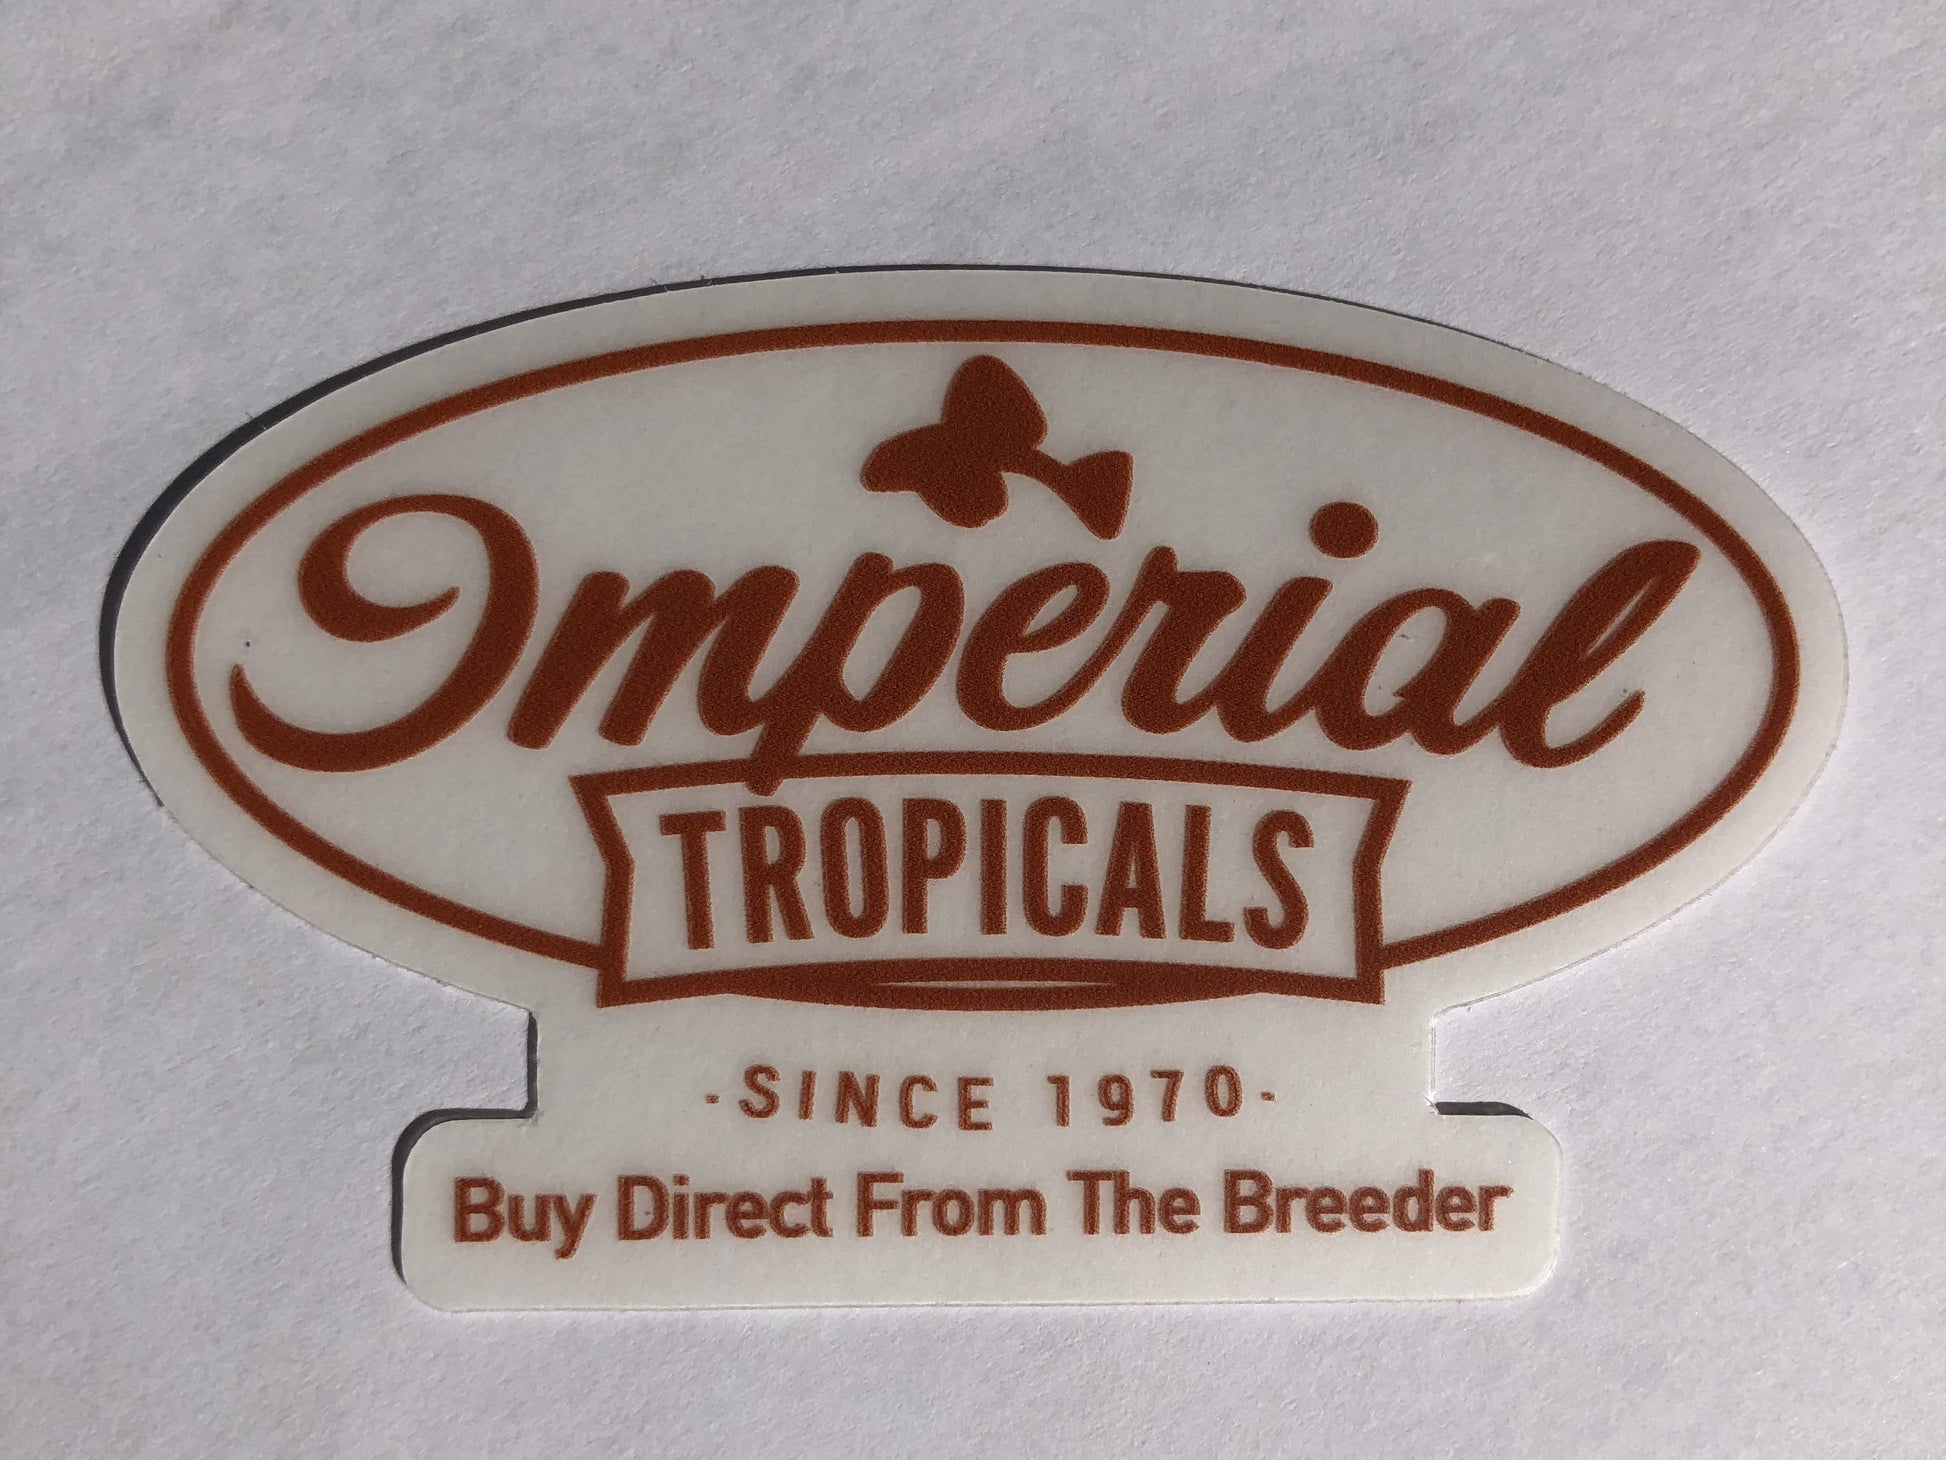 Imperial
TROPICALS
-SINCE 1970-
Buy Direct From The Breeder